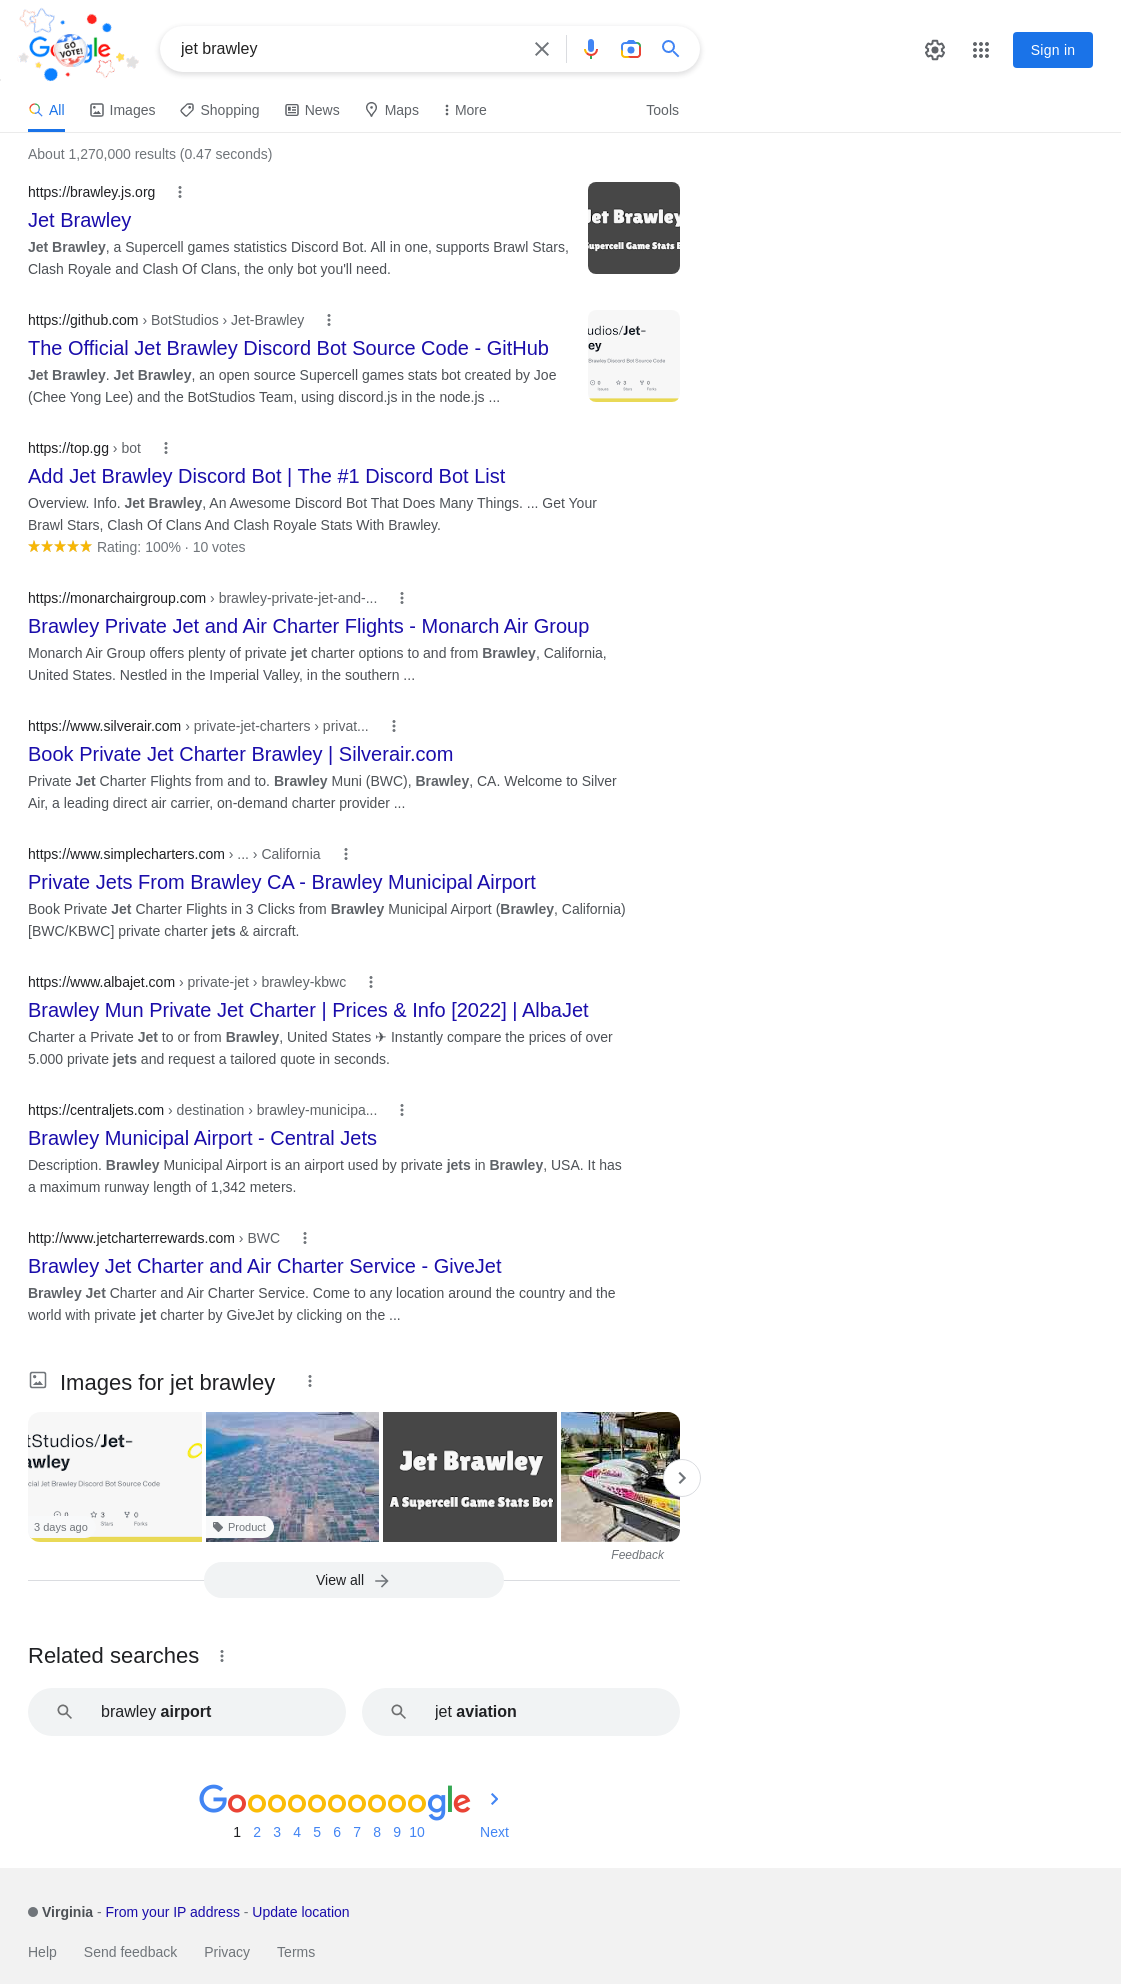 GO VOTE!
jet brawley
Sign in
All Images Shopping News Maps More Tools
About 1,270,000 results (0.47 seconds)
https://brawley.js.org
Jet Brawley
Jet Brawley, a Supercell games statistics Discord Bot. All in one, supports Brawl Stars,
Clash Royale and Clash Of Clans, the only bot you'll need.
Jet Brawley
Supercell Game Stats B
https://github.com › BotStudios › Jet-Brawley
The Official Jet Brawley Discord Bot Source Code - GitHub
Jet Brawley. Jet Brawley, an open source Supercell games stats bot created by Joe
(Chee Yong Lee) and the BotStudios Team, using discord.js in the node.js ...
udios/Jet-
ey
Brawley Discord Bot Source Code
0 3 0
Issues Stars Forks
https://top.gg › bot
Add Jet Brawley Discord Bot | The #1 Discord Bot List
Overview. Info. Jet Brawley, An Awesome Discord Bot That Does Many Things. ... Get Your
Brawl Stars, Clash Of Clans And Clash Royale Stats With Brawley.
Rating: 100% · 10 votes
https://monarchairgroup.com › brawley-private-jet-and-...
Brawley Private Jet and Air Charter Flights - Monarch Air Group
Monarch Air Group offers plenty of private jet charter options to and from Brawley, California,
United States. Nestled in the Imperial Valley, in the southern ...
https://www.silverair.com › private-jet-charters › privat...
Book Private Jet Charter Brawley | Silverair.com
Private Jet Charter Flights from and to. Brawley Muni (BWC), Brawley, CA. Welcome to Silver
Air, a leading direct air carrier, on-demand charter provider ...
https://www.simplecharters.com › ... › California
Private Jets From Brawley CA - Brawley Municipal Airport
Book Private Jet Charter Flights in 3 Clicks from Brawley Municipal Airport (Brawley, California)
[BWC/KBWC] private charter jets & aircraft.
https://www.albajet.com › private-jet › brawley-kbwc
Brawley Mun Private Jet Charter | Prices & Info [2022] | AlbaJet
Charter a Private Jet to or from Brawley, United States ✈ Instantly compare the prices of over
5.000 private jets and request a tailored quote in seconds.
https://centraljets.com › destination › brawley-municipa...
Brawley Municipal Airport - Central Jets
Description. Brawley Municipal Airport is an airport used by private jets in Brawley, USA. It has
a maximum runway length of 1,342 meters.
http://www.jetcharterrewards.com › BWC
Brawley Jet Charter and Air Charter Service - GiveJet
Brawley Jet Charter and Air Charter Service. Come to any location around the country and the
world with private jet charter by GiveJet by clicking on the ...
Images for jet brawley
tStudios/Jet-
awley
cial Jet Brawley Discord Bot Source Code
0 3 0
Stars Forks
3 days ago
Product
Jet Brawley
A Supercell Game Stats Bot
Feedback
View all
Related searches
brawley airport
jet aviation
Goooooooooogle
1 2 3 4 5 6 7 8 9 10 Next
Virginia - From your IP address - Update location
Help Send feedback Privacy Terms